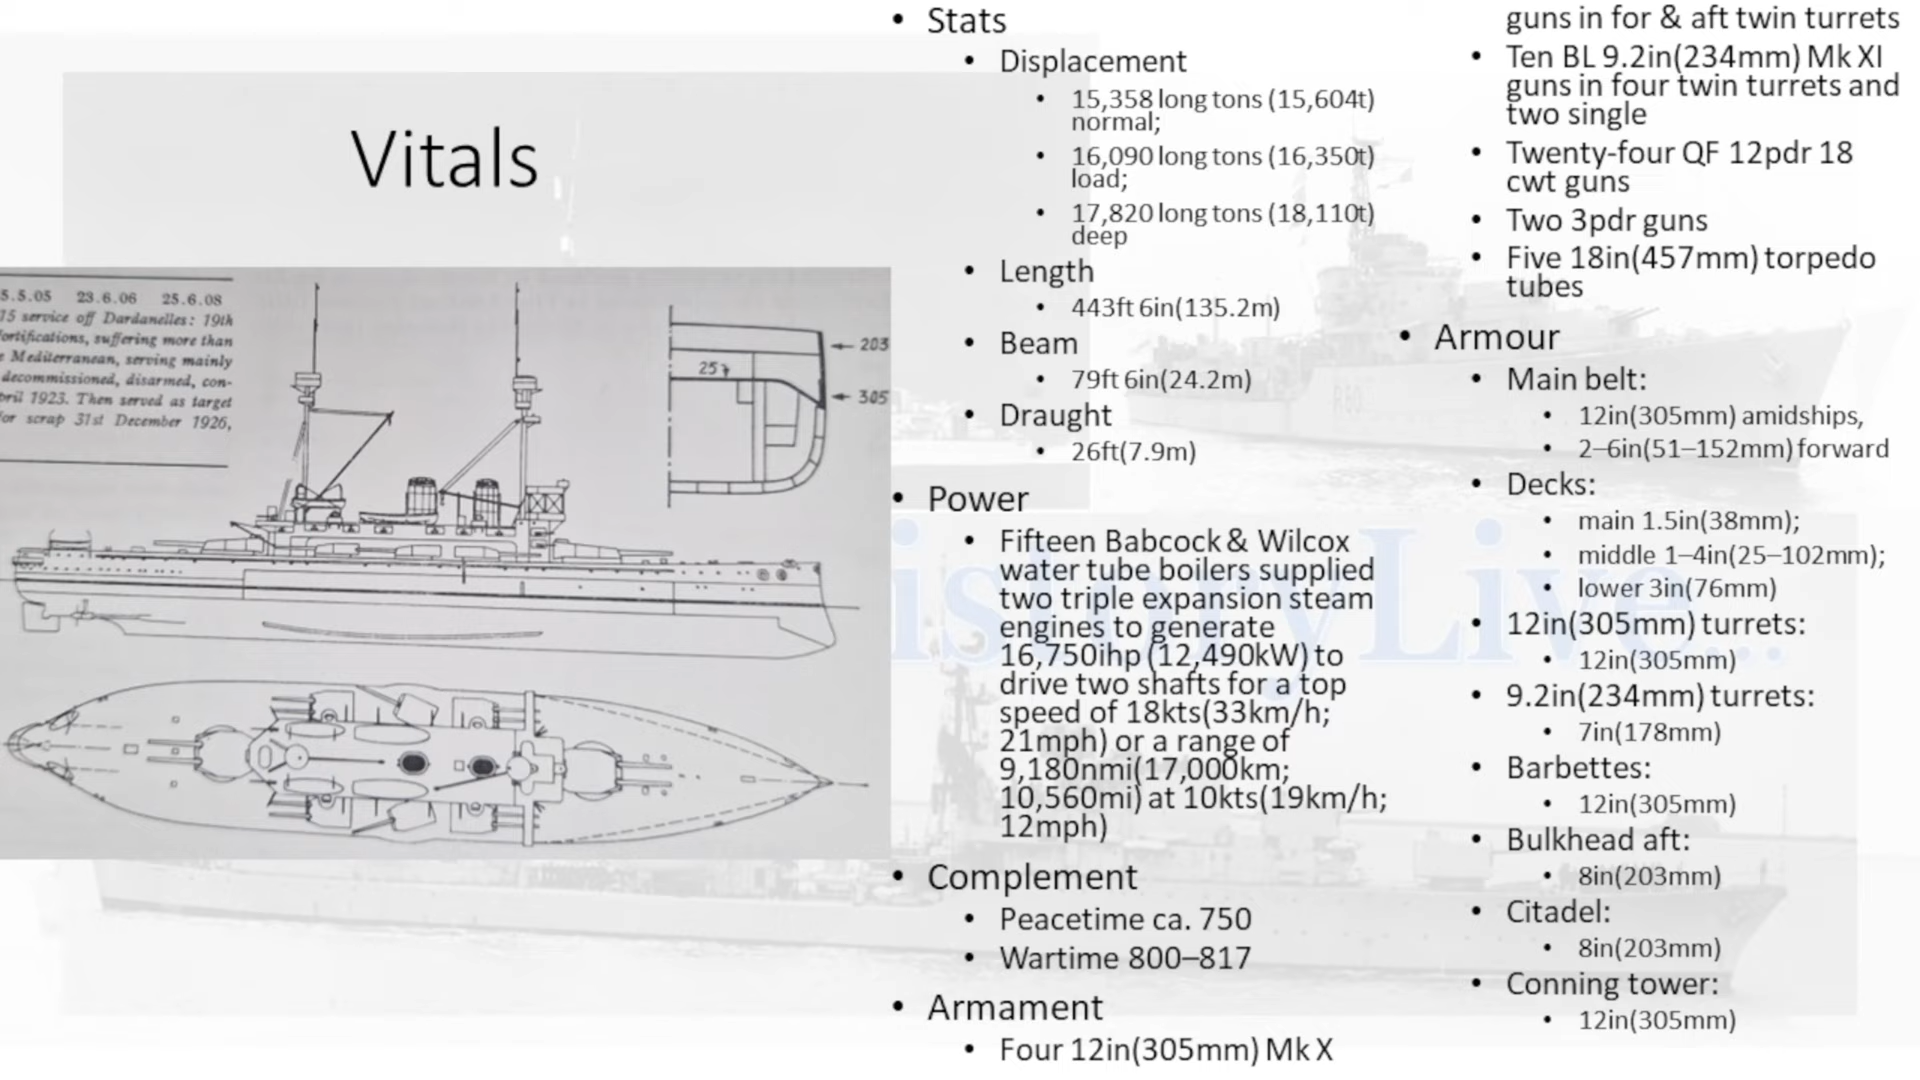 Vitals
5.5.05 23.6.06 25.6.08
15 service off Dardanelles: 19th
ortifications, suffering more than
e Mediterranean, serving mainly
decommissioned, disarmed, con-
pril 1923. Then served as target
for scrap 31st December 1926,
203
25
305
• Stats
• Displacement
• 15,358 long tons (15,604t)
normal;
• 16,090 long tons (16,350t)
load;
• 17,820 long tons (18,110t)
deep
• Length
• 443ft 6in(135.2m)
• Beam
• 79ft 6in(24.2m)
• Draught
• 26ft(7.9m)
• Power
• Fifteen Babcock & Wilcox
water tube boilers supplied
two triple expansion steam
engines to generate
16,750ihp (12,490kW) to
drive two shafts for a top
speed of 18kts(33km/h;
21mph) or a range of
9,180nmi(17,000km;
10,560mi) at 10kts(19km/h;
12mph)
• Complement
• Peacetime ca. 750
• Wartime 800–817
• Armament
• Four 12in(305mm) Mk X
guns in for & aft twin turrets
• Ten BL 9.2in(234mm) Mk XI
guns in four twin turrets and
two single
• Twenty-four QF 12pdr 18
cwt guns
• Two 3pdr guns
• Five 18in(457mm) torpedo
tubes
• Armour
• Main belt:
• 12in(305mm) amidships,
• 2–6in(51–152mm) forward
• Decks:
• main 1.5in(38mm);
• middle 1–4in(25–102mm);
• lower 3in(76mm)
• 12in(305mm) turrets:
• 12in(305mm)
• 9.2in(234mm) turrets:
• 7in(178mm)
• Barbettes:
• 12in(305mm)
• Bulkhead aft:
• 8in(203mm)
• Citadel:
• 8in(203mm)
• Conning tower:
• 12in(305mm)
istoryLive...
R80